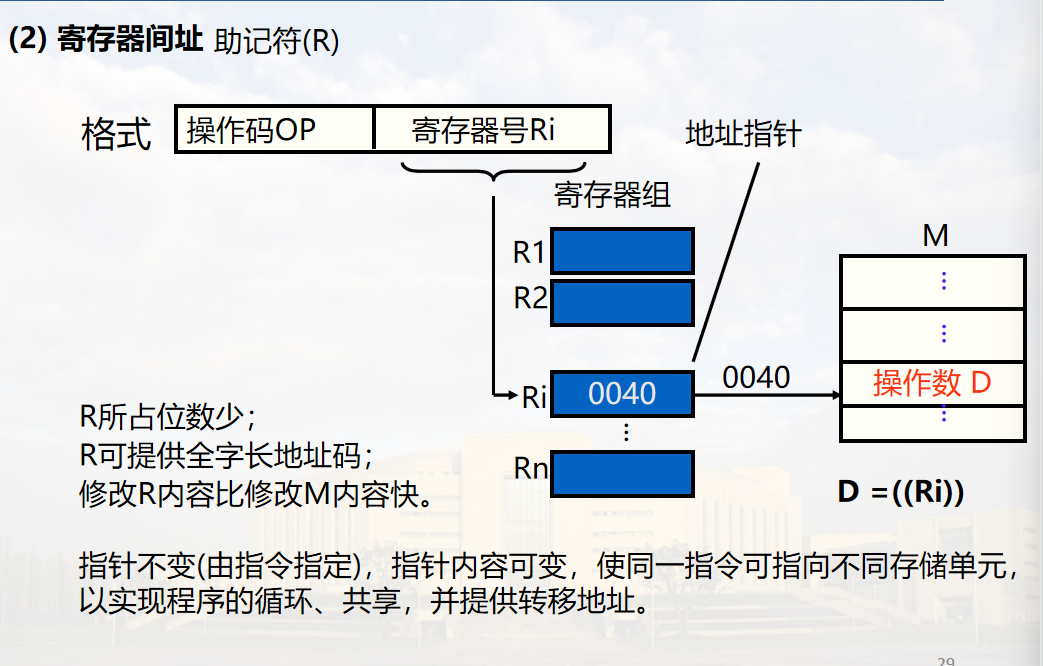 (2) 寄存器间址 助记符(R)
格式 操作码OP 寄存器号Ri 地址指针
寄存器组
M
R1
R2
⋮
⋮
Ri 0040 0040 操作数 D
⋮
⋮
Rn
D =((Ri))
R所占位数少；
R可提供全字长地址码；
修改R内容比修改M内容快。
指针不变(由指令指定)，指针内容可变，使同一指令可指向不同存储单元，
以实现程序的循环、共享，并提供转移地址。
29